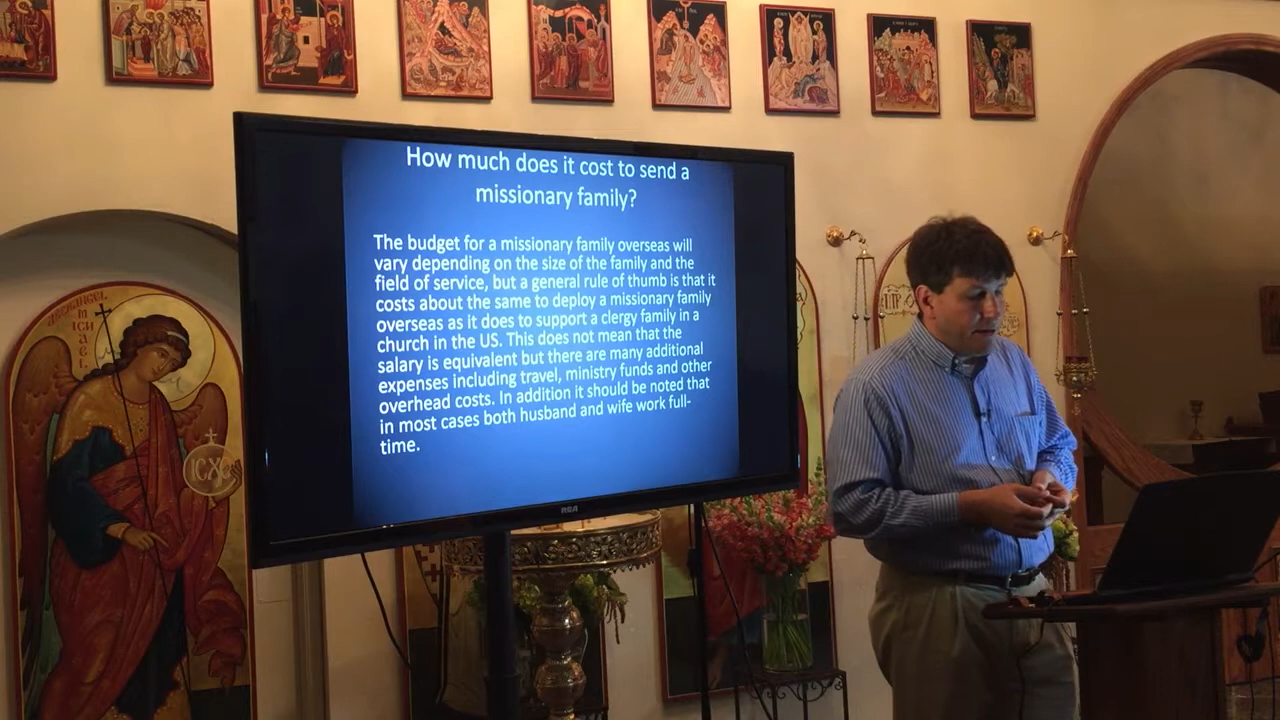 How much does it cost to send a
missionary family?
The budget for a missionary family overseas will
vary depending on the size of the family and the
field of service, but a general rule of thumb is that it
costs about the same to deploy a missionary family
overseas as it does to support a clergy family in a
church in the US. This does not mean that the
salary is equivalent but there are many additional
expenses including travel, ministry funds and other
overhead costs. In addition it should be noted that
in most cases both husband and wife work full-
time.
RCA
ARCHANGEL
MICHAEL
IC XC